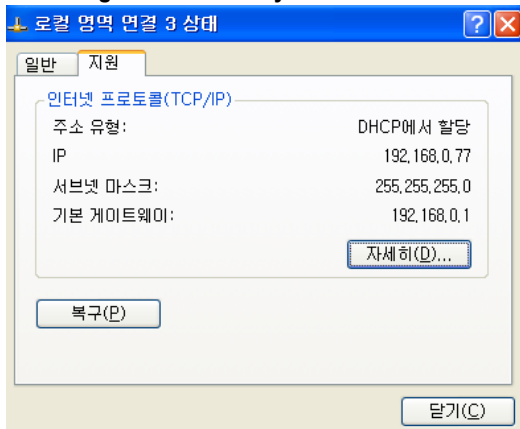 로컬 영역 연결 3 상태
일반 지원
인터넷 프로토콜(TCP/IP)
주소 유형: DHCP에서 할당
IP 192,168,0,77
서브넷 마스크: 255,255,255,0
기본 게이트웨이: 192,168,0,1
자세히(D)...
복구(P)
닫기(C)